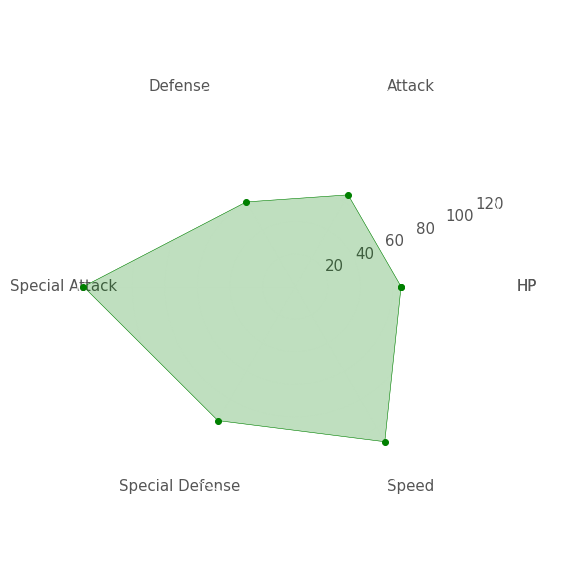 Defense
Attack
120
100
80
60
40
20
Special Attack
HP
Special Defense
Speed